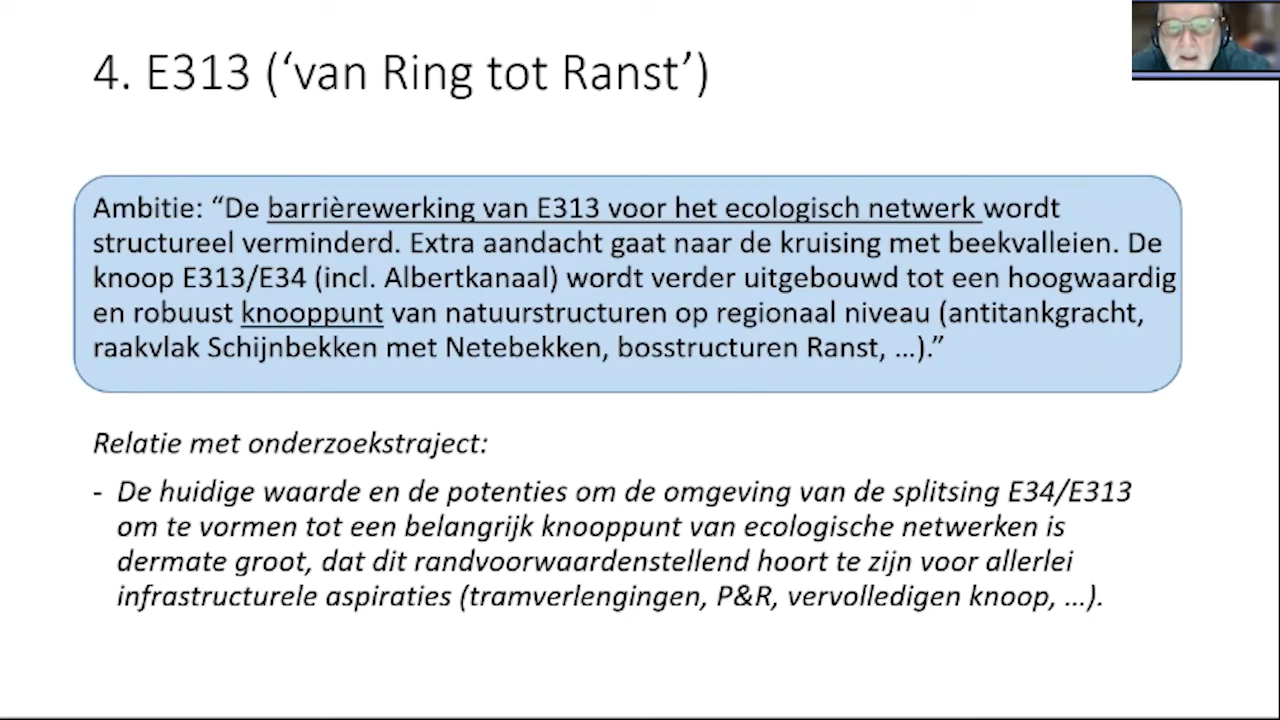 4. E313 (‘van Ring tot Ranst’)
Ambitie: “De barrièrewerking van E313 voor het ecologisch netwerk wordt
structureel verminderd. Extra aandacht gaat naar de kruising met beekvalleien. De
knoop E313/E34 (incl. Albertkanaal) wordt verder uitgebouwd tot een hoogwaardig
en robuust knooppunt van natuurstructuren op regionaal niveau (antitankgracht,
raakvlak Schijnbekken met Netebekken, bosstructuren Ranst, …).”
Relatie met onderzoekstraject:
- De huidige waarde en de potenties om de omgeving van de splitsing E34/E313
om te vormen tot een belangrijk knooppunt van ecologische netwerken is
dermate groot, dat dit randvoorwaardenstellend hoort te zijn voor allerlei
infrastructurele aspiraties (tramverlengingen, P&R, vervolledigen knoop, …).